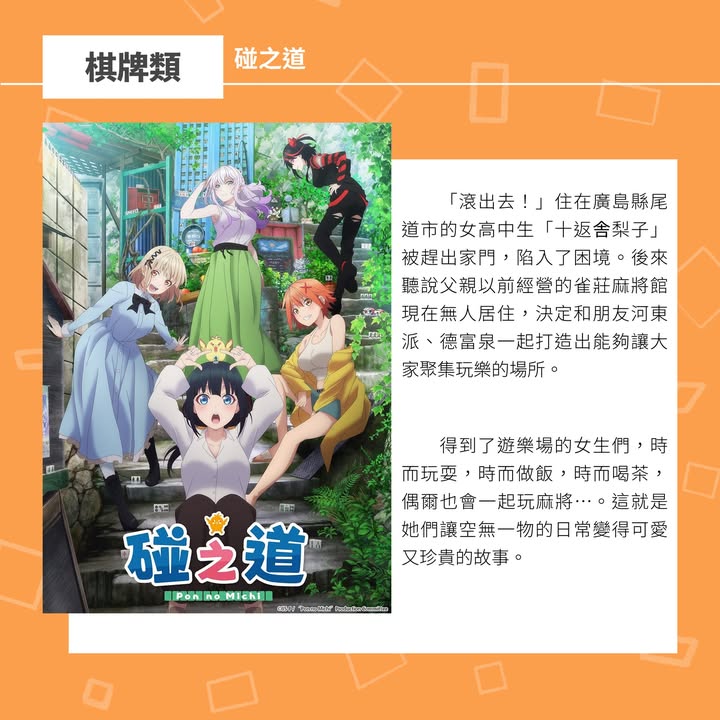 棋牌類
碰之道
「滾出去！」住在廣島縣尾
道市的女高中生「十返舍梨子」
被趕出家門，陷入了困境。後來
聽說父親以前經營的雀莊麻將館
現在無人居住，決定和朋友河東
派、德富泉一起打造出能夠讓大
家聚集玩樂的場所。
得到了遊樂場的女生們，時
而玩耍，時而做飯，時而喝茶，
偶爾也會一起玩麻將⋯。這就是
她們讓空無一物的日常變得可愛
又珍貴的故事。
碰之道
Pon no Michi
"Pon no Michi" Production Committee